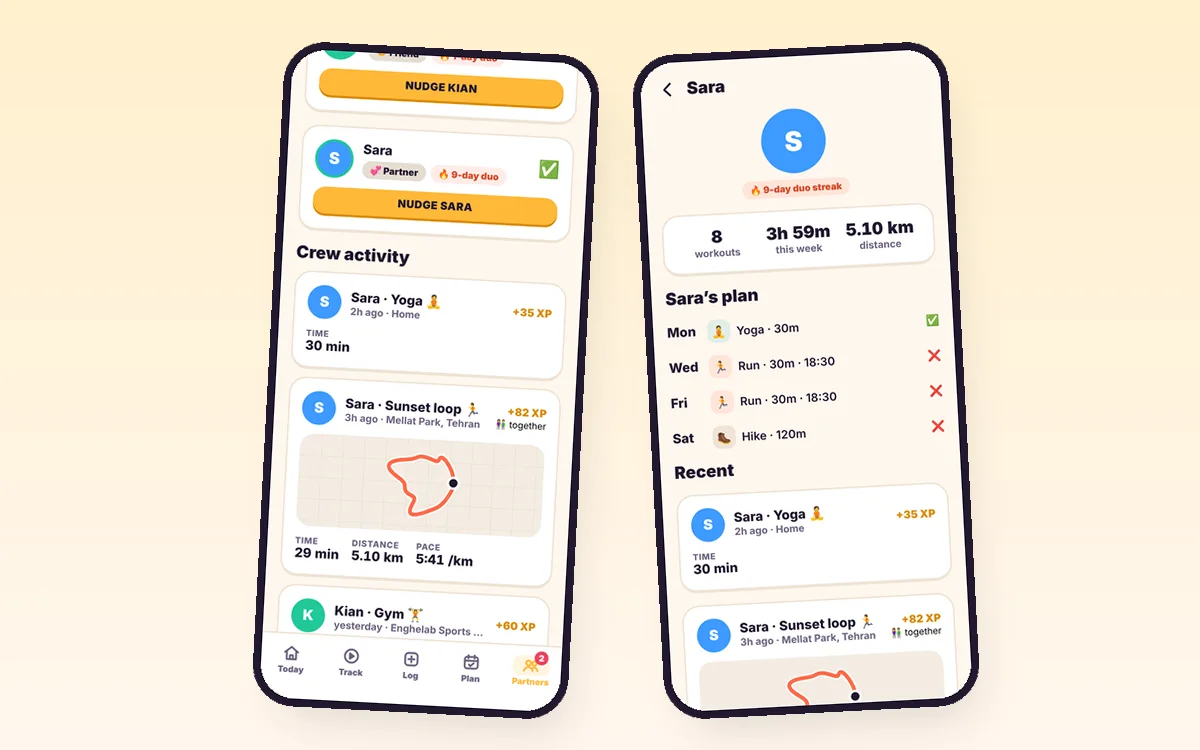 Friend
7-day duo
NUDGE KIAN
S
Sara
Partner
9-day duo
NUDGE SARA
Crew activity
S
Sara · Yoga
2h ago · Home
+35 XP
TIME
30 min
S
Sara · Sunset loop
+82 XP
3h ago · Mellat Park, Tehran
together
TIME DISTANCE PACE
29 min 5.10 km 5:41 /km
K
Kian · Gym
yesterday · Enghelab Sports ...
+60 XP
2
Today Track Log Plan Partners
Sara
S
9-day duo streak
8 3h 59m 5.10 km
workouts this week distance
Sara's plan
Mon Yoga · 30m
Wed Run · 30m · 18:30
Fri Run · 30m · 18:30
Sat Hike · 120m
Recent
S
Sara · Yoga
2h ago · Home
+35 XP
TIME
30 min
S
Sara · Sunset loop
+82 XP
3h ago · Mellat Park, Tehran
together